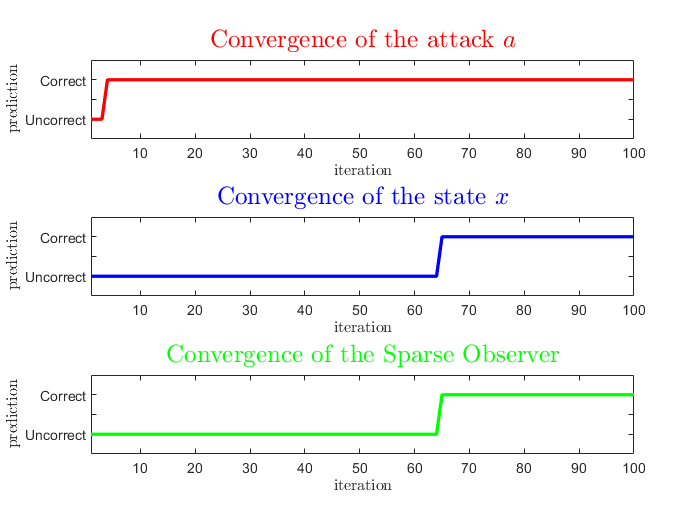 Convergence of the attack a
prediction
Correct
Uncorrect
10 20 30 40 50 60 70 80 90 100
iteration
Convergence of the state x
prediction
Correct
Uncorrect
10 20 30 40 50 60 70 80 90 100
iteration
Convergence of the Sparse Observer
prediction
Correct
Uncorrect
10 20 30 40 50 60 70 80 90 100
iteration